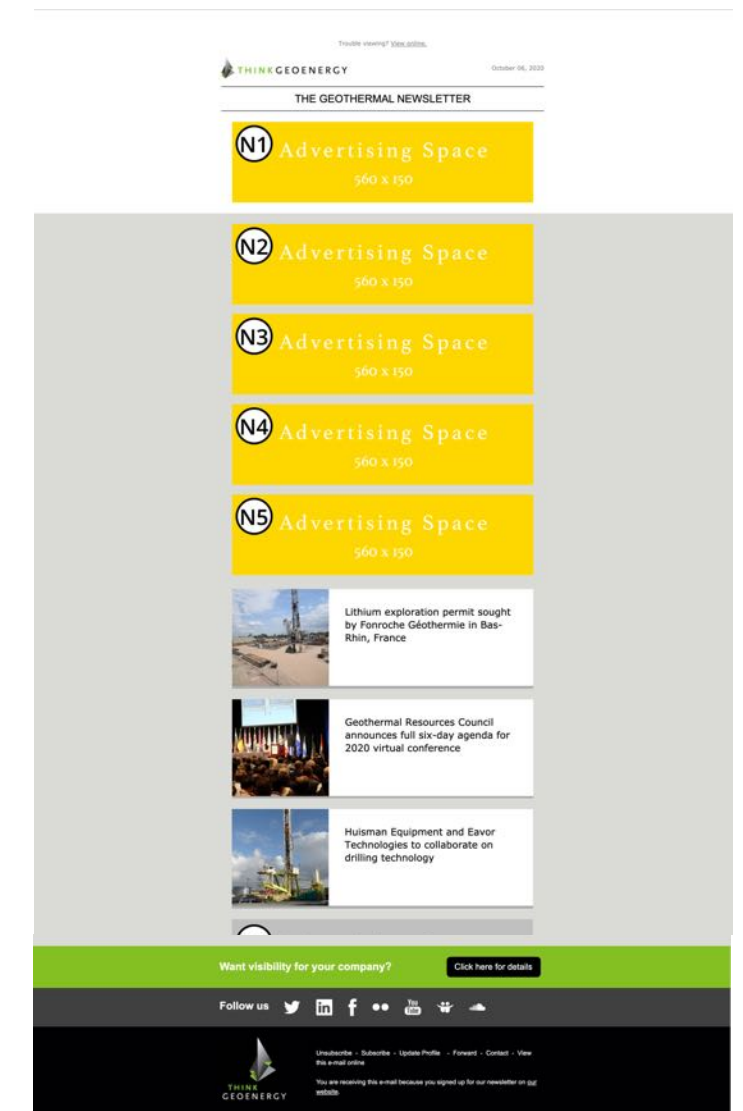 Trouble viewing? View online.
THINKGEOENERGY
October 06, 2020
THE GEOTHERMAL NEWSLETTER
N1
Advertising Space
560 x 150
N2
Advertising Space
560 x 150
N3
Advertising Space
560 x 150
N4
Advertising Space
560 x 150
N5
Advertising Space
560 x 150
Lithium exploration permit sought
by Fonroche Géothermie in Bas-
Rhin, France
Geothermal Resources Council
announces full six-day agenda for
2020 virtual conference
Huisman Equipment and Eavor
Technologies to collaborate on
drilling technology
Want visibility for your company?
Click here for details
Follow us
You
Tube
Unsubscribe - Subscribe - Update Profile - Forward - Contact - View
this e-mail online
You are receiving this e-mail because you signed up for our newsletter on our
website.
THINK
GEOENERGY